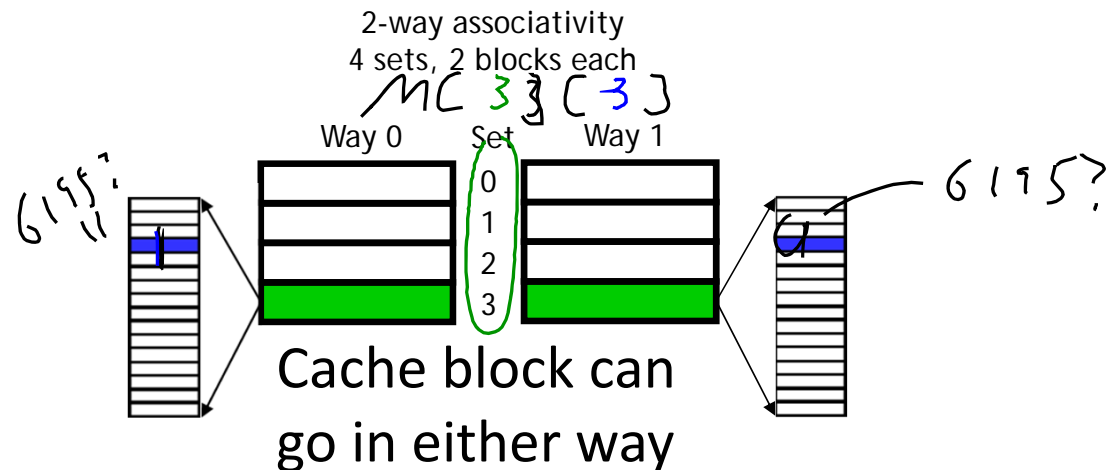 2-way associativity
4 sets, 2 blocks each
M[3][3]
Way 0 Set Way 1
0
1
2
3
6195?
6195?
Cache block can
go in either way